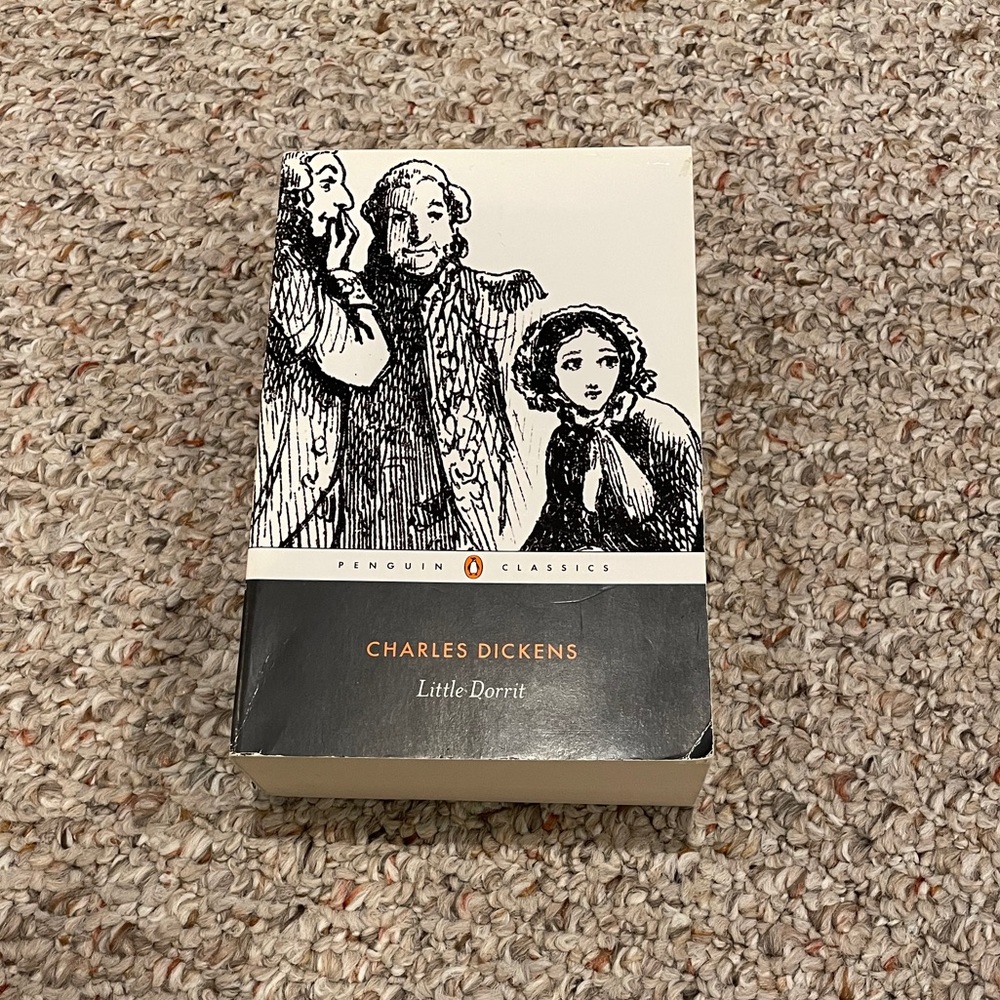 PENGUIN CLASSICS
CHARLES DICKENS
Little Dorrit